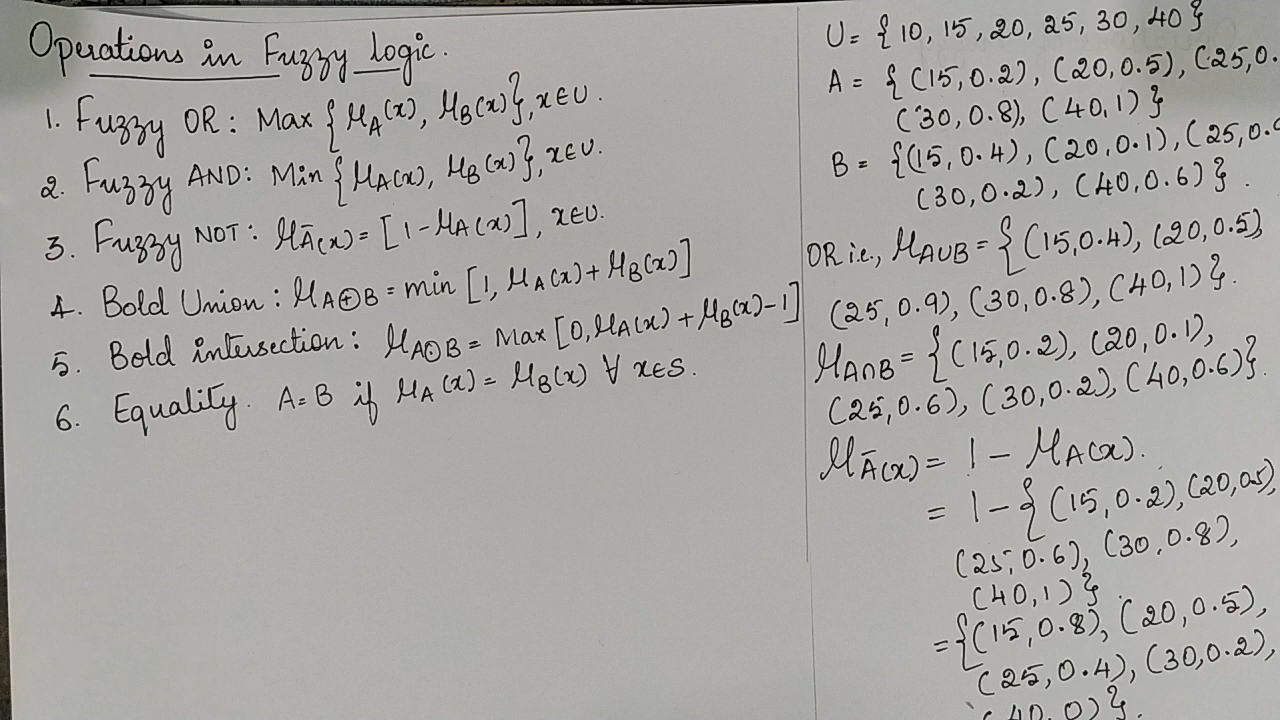 Operations in Fuzzy Logic.
1. Fuzzy OR: Max {μA(x), μB(x)}, x∈U.
2. Fuzzy AND: Min {μA(x), μB(x)}, x∈U.
3. Fuzzy NOT: μĀ(x) = [1-μA(x)], x∈U.
4. Bold Union: μA⊕B = min [1, μA(x) + μB(x)]
5. Bold intersection: μA⊙B = Max [0, μA(x) + μB(x) - 1]
6. Equality. A=B if μA(x) = μB(x) ∀ x∈S.
U = {10, 15, 20, 25, 30, 40}
A = {(15, 0.2), (20, 0.5), (25, 0.
(30, 0.8), (40, 1)}
B = {(15, 0.4), (20, 0.1), (25, 0.
(30, 0.2), (40, 0.6)}.
OR i.e., μA∪B = {(15, 0.4), (20, 0.5),
(25, 0.9), (30, 0.8), (40, 1)}.
μA∩B = {(15, 0.2), (20, 0.1),
(25, 0.6), (30, 0.2), (40, 0.6)}.
μĀ(x) = 1 - μA(x).
= 1 - {(15, 0.2), (20, 0.5),
(25, 0.6), (30, 0.8),
(40, 1)}
= {(15, 0.8), (20, 0.5),
(25, 0.4), (30, 0.2),
(40, 0)}.